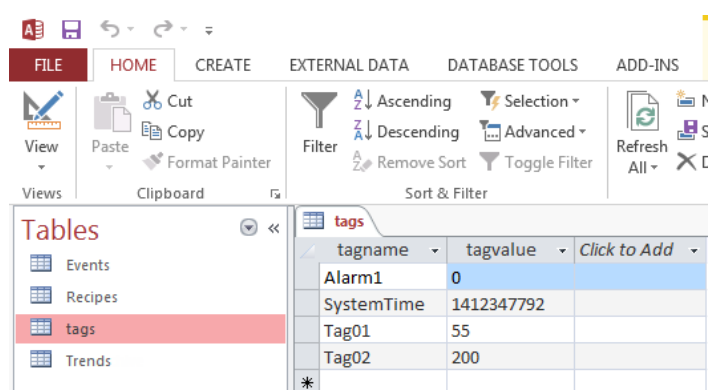 FILE HOME CREATE EXTERNAL DATA DATABASE TOOLS ADD-INS
View
Paste
Cut
Copy
Format Painter
Filter
Ascending
Descending
Remove Sort
Selection
Advanced
Toggle Filter
Refresh
All
Views Clipboard Sort & Filter
Tables
Events
Recipes
tags
Trends
tags
tagname tagvalue Click to Add
Alarm1 0
SystemTime 1412347792
Tag01 55
Tag02 200